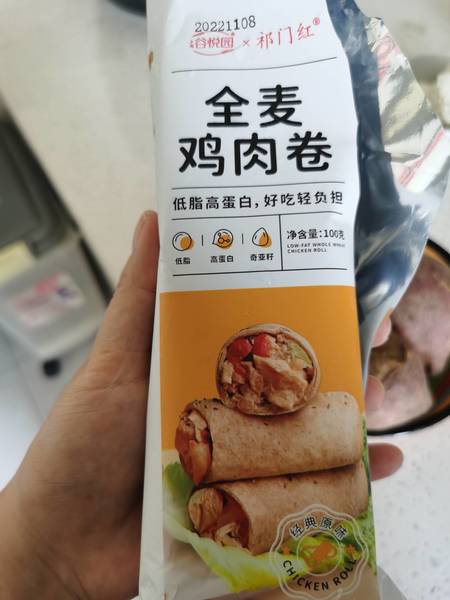 20221108
谷悦园 × 祁门红®
全麦
鸡肉卷
低脂高蛋白,好吃轻负担
低脂 高蛋白 奇亚籽
净含量:100克
LOW-FAT WHOLE WHEAT
CHICKEN ROLL
经典原味
CHICKEN ROLL